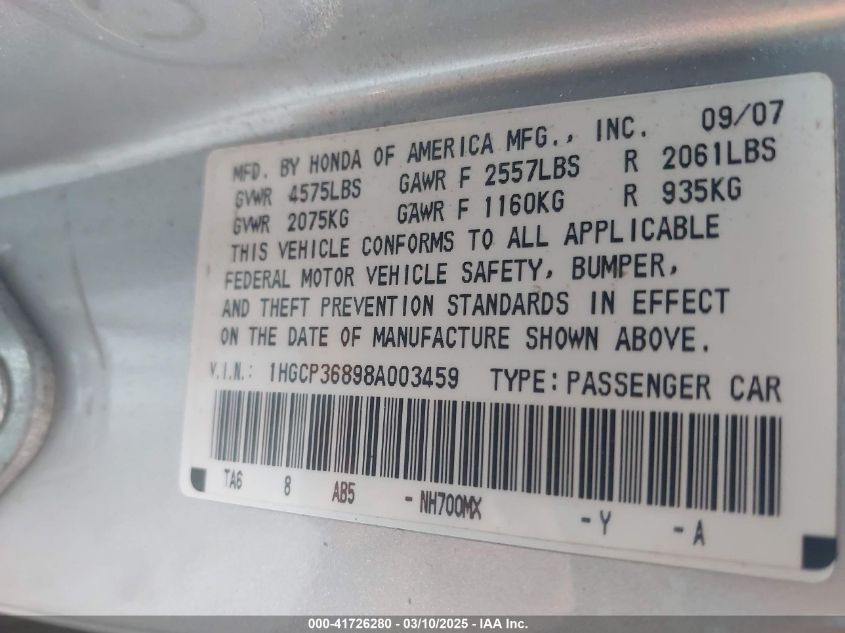 MFD. BY HONDA OF AMERICA MFG., INC. 09/07
GVWR 4575LBS GAWR F 2557LBS R 2061LBS
GVWR 2075KG GAWR F 1160KG R 935KG
THIS VEHICLE CONFORMS TO ALL APPLICABLE
FEDERAL MOTOR VEHICLE SAFETY, BUMPER,
AND THEFT PREVENTION STANDARDS IN EFFECT
ON THE DATE OF MANUFACTURE SHOWN ABOVE.
V.I.N.: 1HGCP36898A003459 TYPE: PASSENGER CAR
TA6 8 AB5 - NH700MX - Y - A
000-41726280 - 03/10/2025 - IAA Inc.